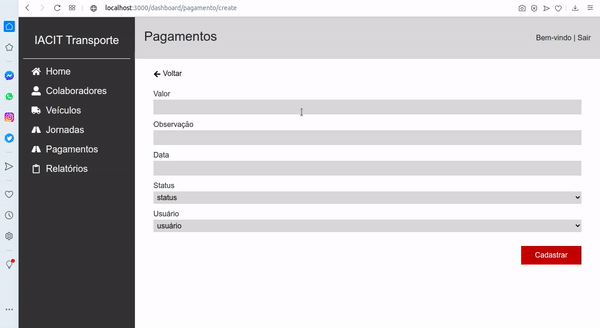 localhost:3000/dashboard/pagamento/create
IACIT Transporte
Home
Colaboradores
Veículos
Jornadas
Pagamentos
Relatórios
Pagamentos
Bem-vindo | Sair
Voltar
Valor
Observação
Data
Status
status
Usuário
usuário
Cadastrar